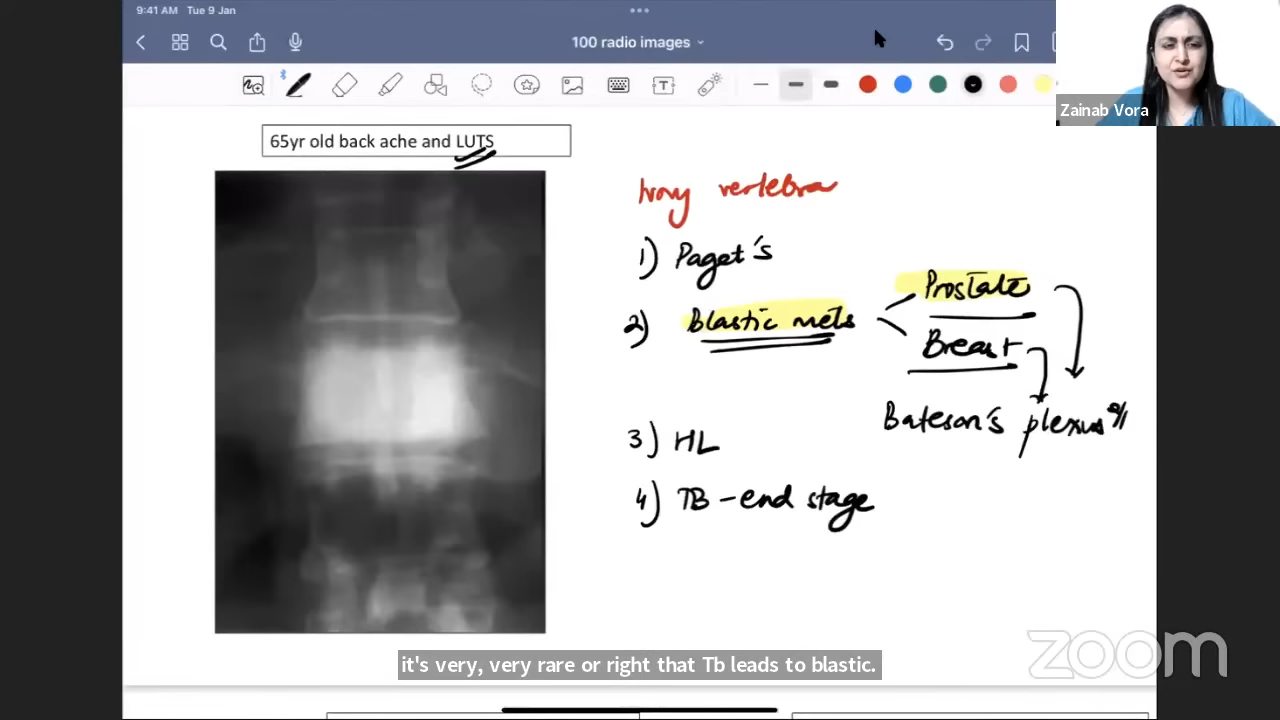 9:41 AM Tue 9 Jan
100 radio images
Zainab Vora
65yr old back ache and LUTS
Ivory vertebra
1) Paget's
2) Blastic mets
Prostate
Breast
Bateson's plexus
3) HL
4) TB - end stage
it's very, very rare or right that Tb leads to blastic.
zoom